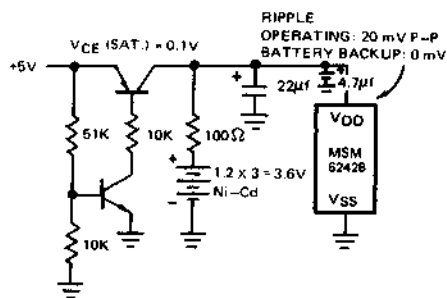 RIPPLE
OPERATING: 20 mV P-P
BATTERY BACKUP: 0 mV
VCE (SAT.) = 0.1V
+5V
+
22µf
+
4.7µf
51K
10K
100Ω
VDD
MSM
6242B
VSS
+
1.2 x 3 = 3.6V
Ni-Cd
-
10K